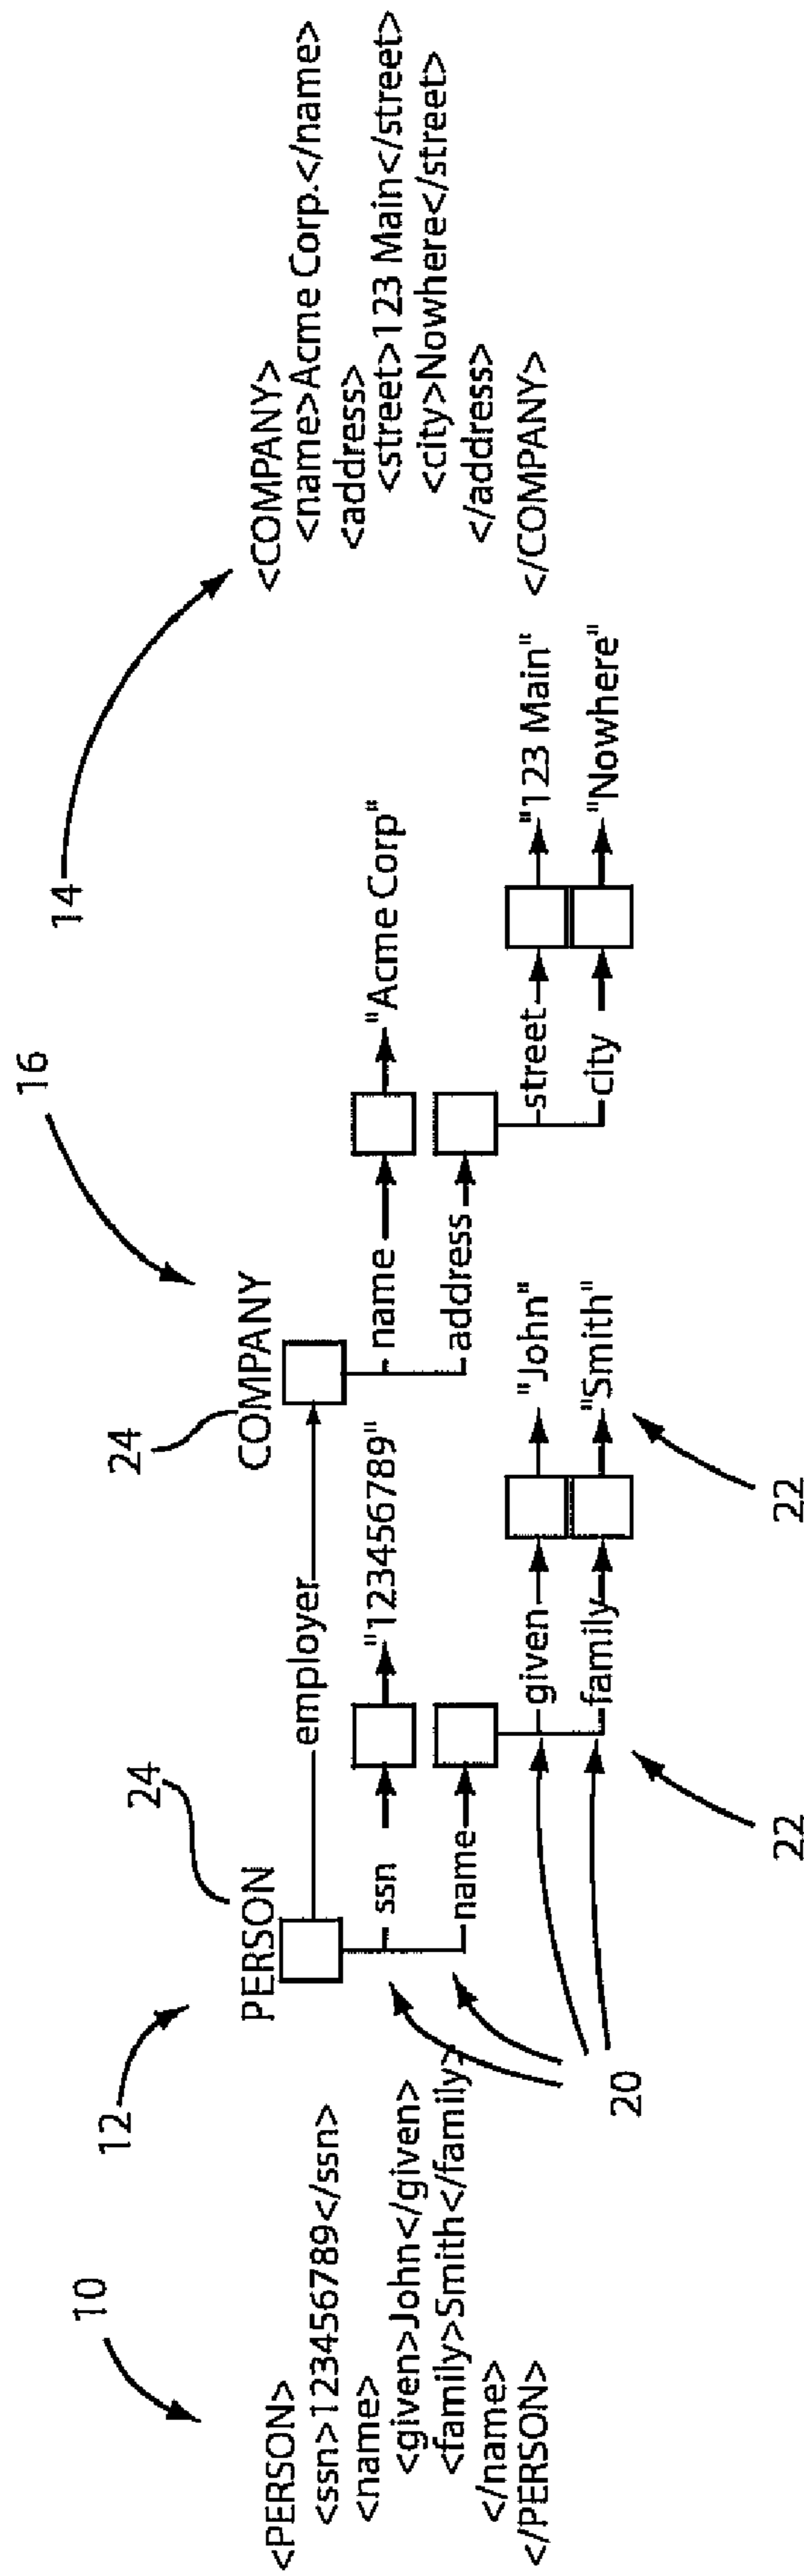 10
<PERSON>
<ssn>123456789</ssn>
<name>
<given>John</given>
<family>Smith</family>
</name>
</PERSON>
12
24
PERSON
employer
ssn
"123456789"
name
given
"John"
family
"Smith"
20
22
22
16
24
COMPANY
name
"Acme Corp"
address
street
"123 Main"
city
"Nowhere"
14
<COMPANY>
<name>Acme Corp.</name>
<address>
<street>123 Main</street>
<city>Nowhere</street>
</address>
</COMPANY>